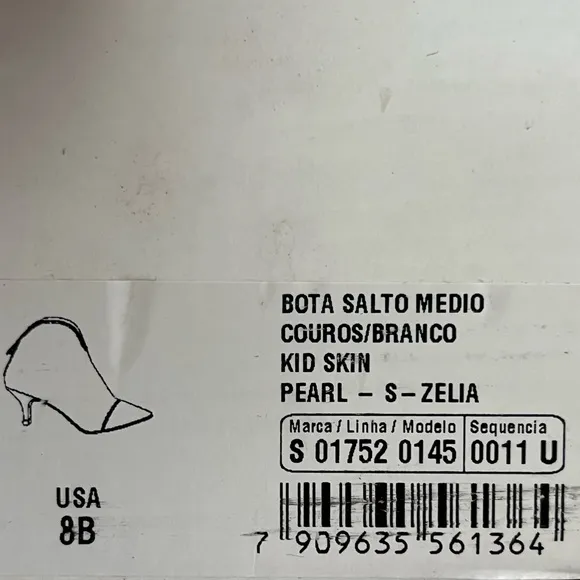 BOTA SALTO MEDIO
COUROS/BRANCO
KID SKIN
PEARL - S-ZELIA
Marca / Linha / Modelo Sequencia
S 01752 0145 0011 U
USA
8B
7 909635 561364